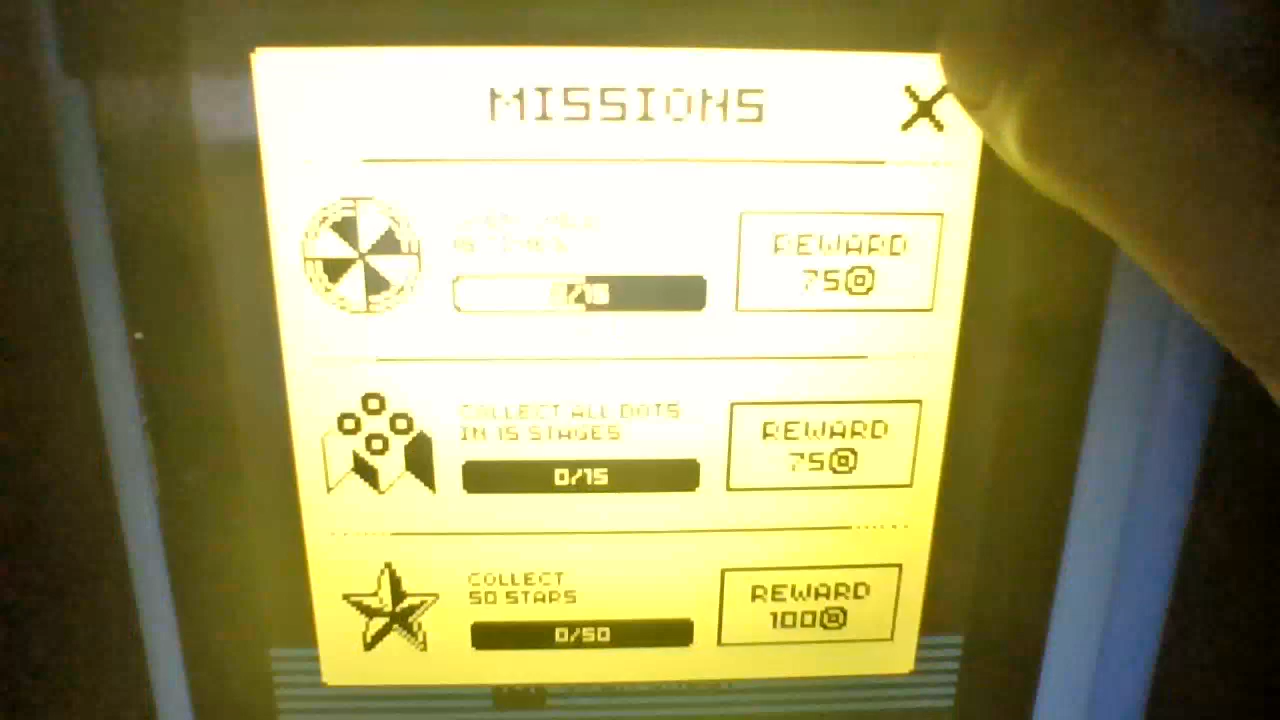 MISSIONS
REWARD
75
COLLECT ALL DOTS
IN 15 STAGES
0/15
REWARD
75
COLLECT
50 STARS
0/50
REWARD
100